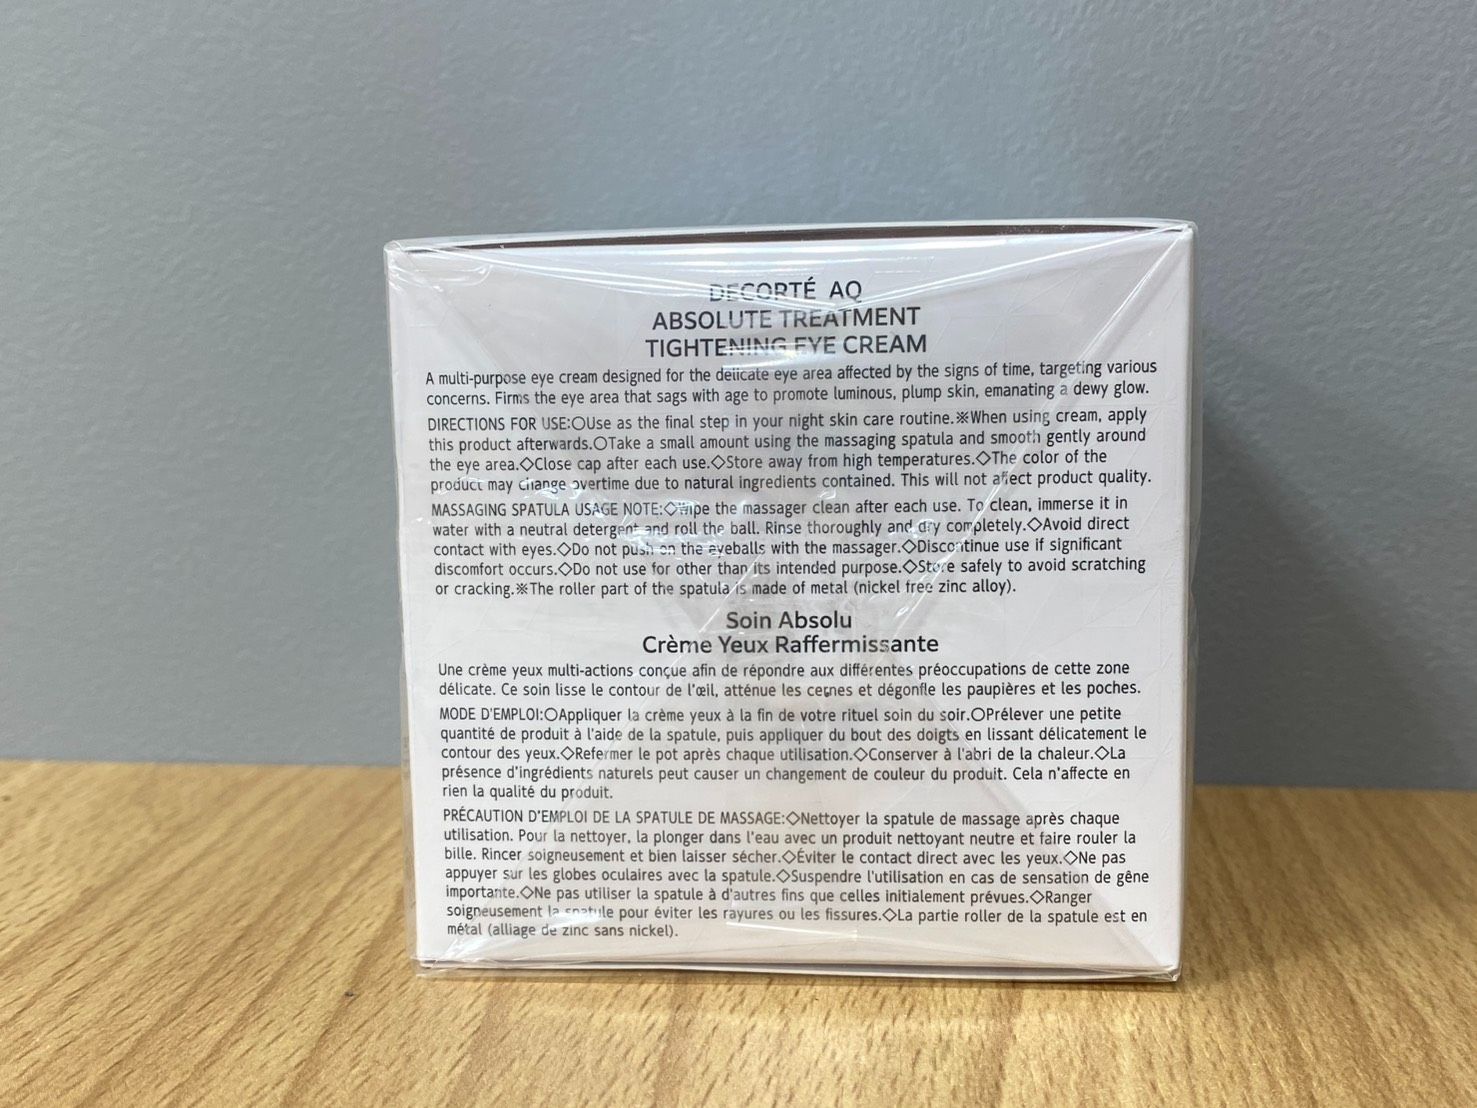 DECORTÉ AQ
ABSOLUTE TREATMENT
TIGHTENING EYE CREAM
A multi-purpose eye cream designed for the delicate eye area affected by the signs of time, targeting various
concerns. Firms the eye area that sags with age to promote luminous, plump skin, emanating a dewy glow.
DIRECTIONS FOR USE:○Use as the final step in your night skin care routine.※When using cream, apply
this product afterwards.○Take a small amount using the massaging spatula and smooth gently around
the eye area.◇Close cap after each use.◇Store away from high temperatures.◇The color of the
product may change overtime due to natural ingredients contained. This will not affect product quality.
MASSAGING SPATULA USAGE NOTE:◇Wipe the massager clean after each use. To clean, immerse it in
water with a neutral detergent and roll the ball. Rinse thoroughly and dry completely.◇Avoid direct
contact with eyes.◇Do not push on the eyeballs with the massager.◇Discontinue use if significant
discomfort occurs.◇Do not use for other than its intended purpose.◇Store safely to avoid scratching
or cracking.※The roller part of the spatula is made of metal (nickel free zinc alloy).
Soin Absolu
Crème Yeux Raffermissante
Une crème yeux multi-actions conçue afin de répondre aux différentes préoccupations de cette zone
délicate. Ce soin lisse le contour de l'œil, atténue les cernes et dégonfle les paupières et les poches.
MODE D'EMPLOI:○Appliquer la crème yeux à la fin de votre rituel soin du soir.○Prélever une petite
quantité de produit à l'aide de la spatule, puis appliquer du bout des doigts en lissant délicatement le
contour des yeux.◇Refermer le pot après chaque utilisation.◇Conserver à l'abri de la chaleur.◇La
présence d'ingrédients naturels peut causer un changement de couleur du produit. Cela n'affecte en
rien la qualité du produit.
PRÉCAUTION D'EMPLOI DE LA SPATULE DE MASSAGE:◇Nettoyer la spatule de massage après chaque
utilisation. Pour la nettoyer, la plonger dans l'eau avec un produit nettoyant neutre et faire rouler la
bille. Rincer soigneusement et bien laisser sécher.◇Éviter le contact direct avec les yeux.◇Ne pas
appuyer sur les globes oculaires avec la spatule.◇Suspendre l'utilisation en cas de sensation de gêne
importante.◇Ne pas utiliser la spatule à d'autres fins que celles initialement prévues.◇Ranger
soigneusement la spatule pour éviter les rayures ou les fissures.◇La partie roller de la spatule est en
métal (alliage de zinc sans nickel).